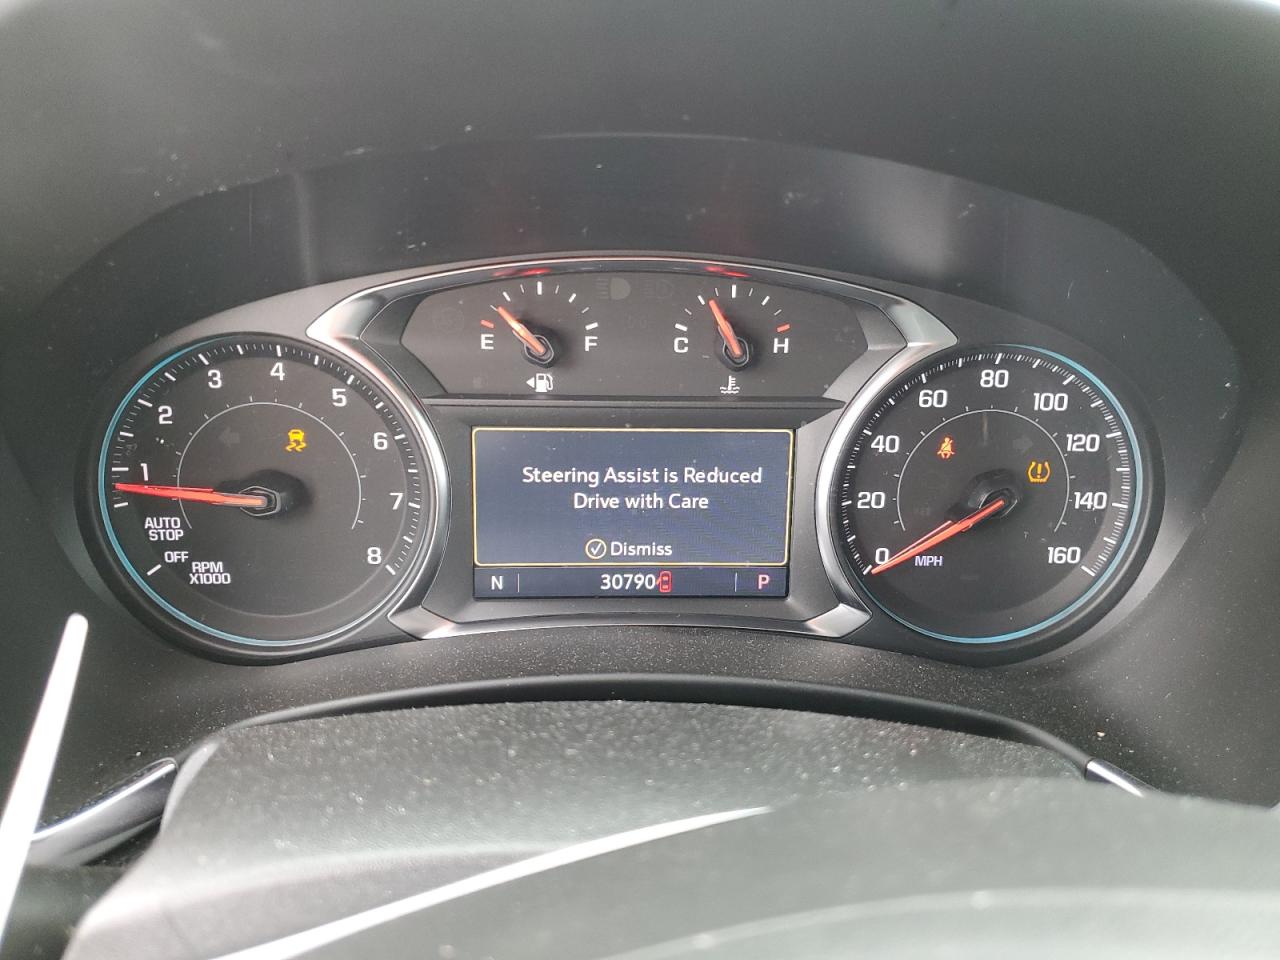 E F
C H
1 2 3 4 5 6 7 8
AUTO
STOP
OFF
RPM
X1000
Steering Assist is Reduced
Drive with Care
Dismiss
N 30790 P
0 20 40 60 80 100 120 140 160
MPH